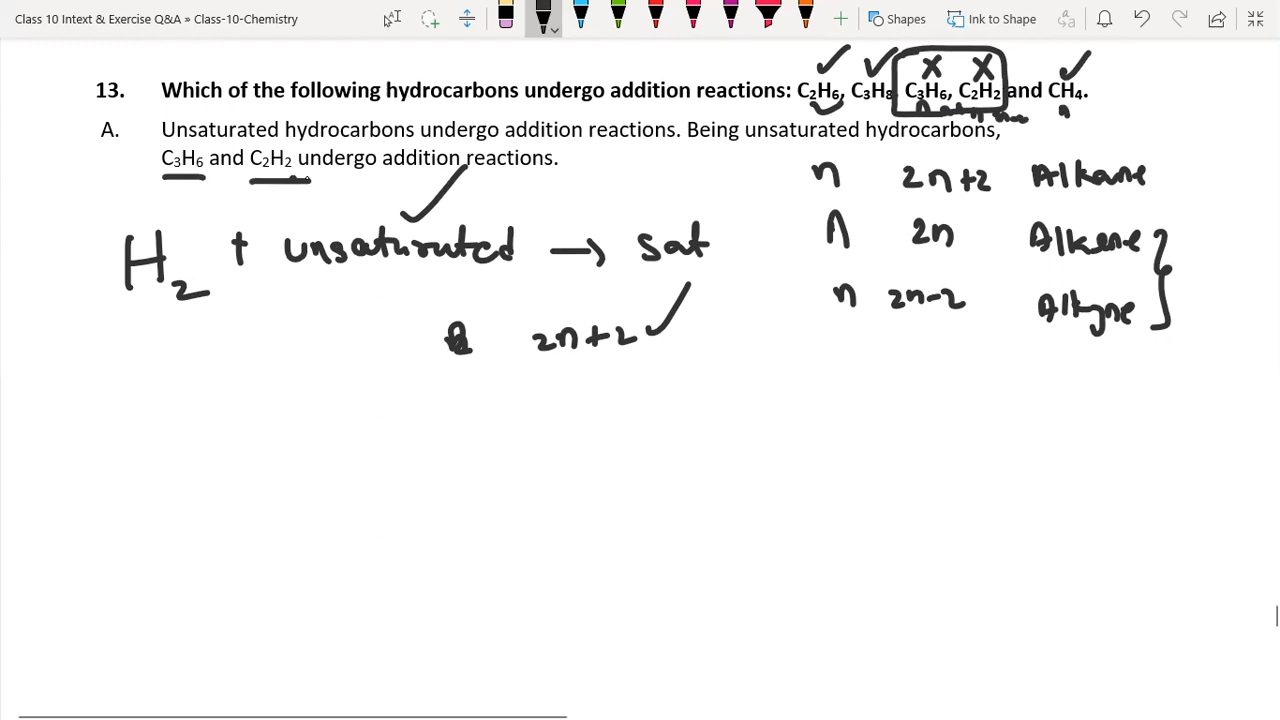 Class 10 Intext & Exercise Q&A » Class-10-Chemistry
Shapes
Ink to Shape
13. Which of the following hydrocarbons undergo addition reactions: C₂H₆, C₃H₈, C₃H₆, C₂H₂ and CH₄.
A. Unsaturated hydrocarbons undergo addition reactions. Being unsaturated hydrocarbons,
C₃H₆ and C₂H₂ undergo addition reactions.
n 2n+2 Alkane
n 2n Alkene
n 2n-2 Alkyne
H₂ + unsaturated → sat
2n+2